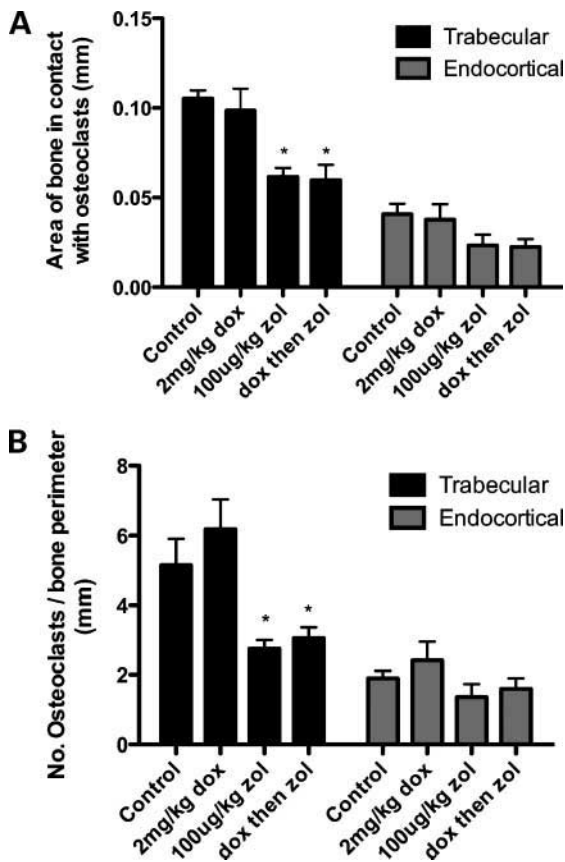 A
Area of bone in contact
with osteoclasts (mm)
0.15
0.10
0.05
0.00
Trabecular
Endocortical
*
*
Control
2mg/kg dox
100ug/kg zol
dox then zol
Control
2mg/kg dox
100ug/kg zol
dox then zol
B
No. Osteoclasts / bone perimeter
(mm)
8
6
4
2
0
Trabecular
Endocortical
*
*
Control
2mg/kg dox
100ug/kg zol
dox then zol
Control
2mg/kg dox
100ug/kg zol
dox then zol